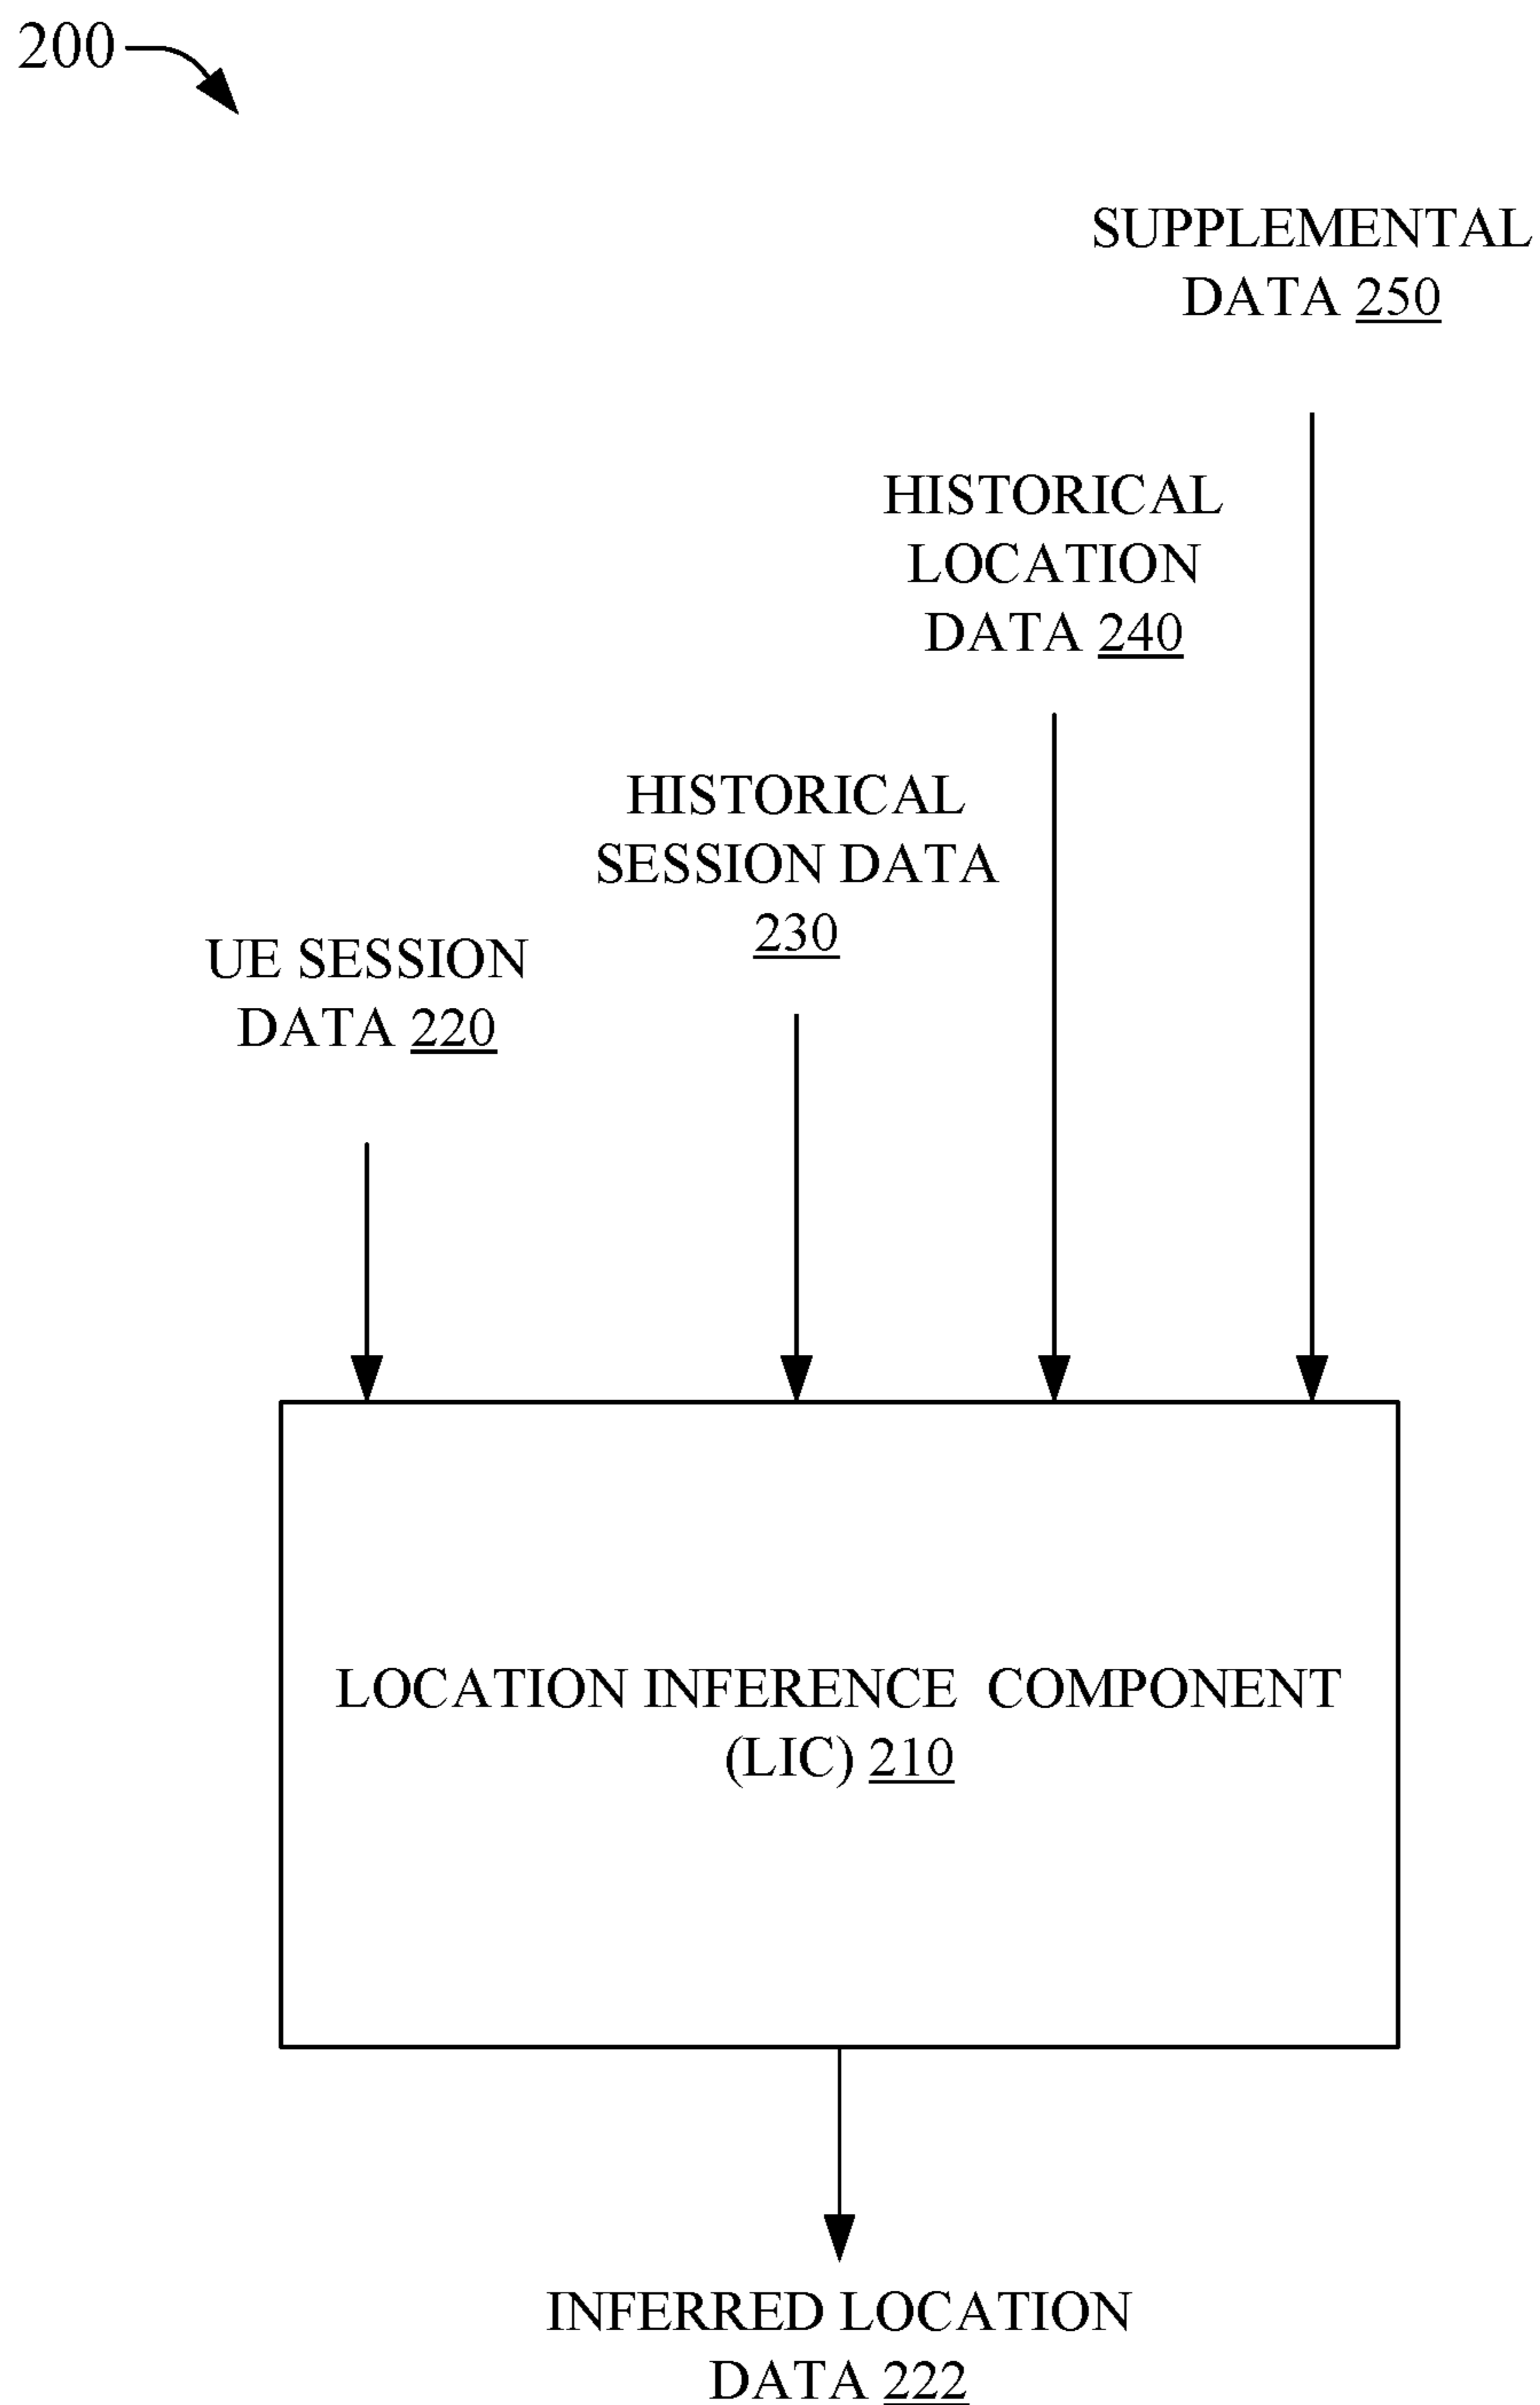 200
SUPPLEMENTAL
DATA 250
HISTORICAL
LOCATION
DATA 240
HISTORICAL
SESSION DATA
230
UE SESSION
DATA 220
LOCATION INFERENCE COMPONENT
(LIC) 210
INFERRED LOCATION
DATA 222